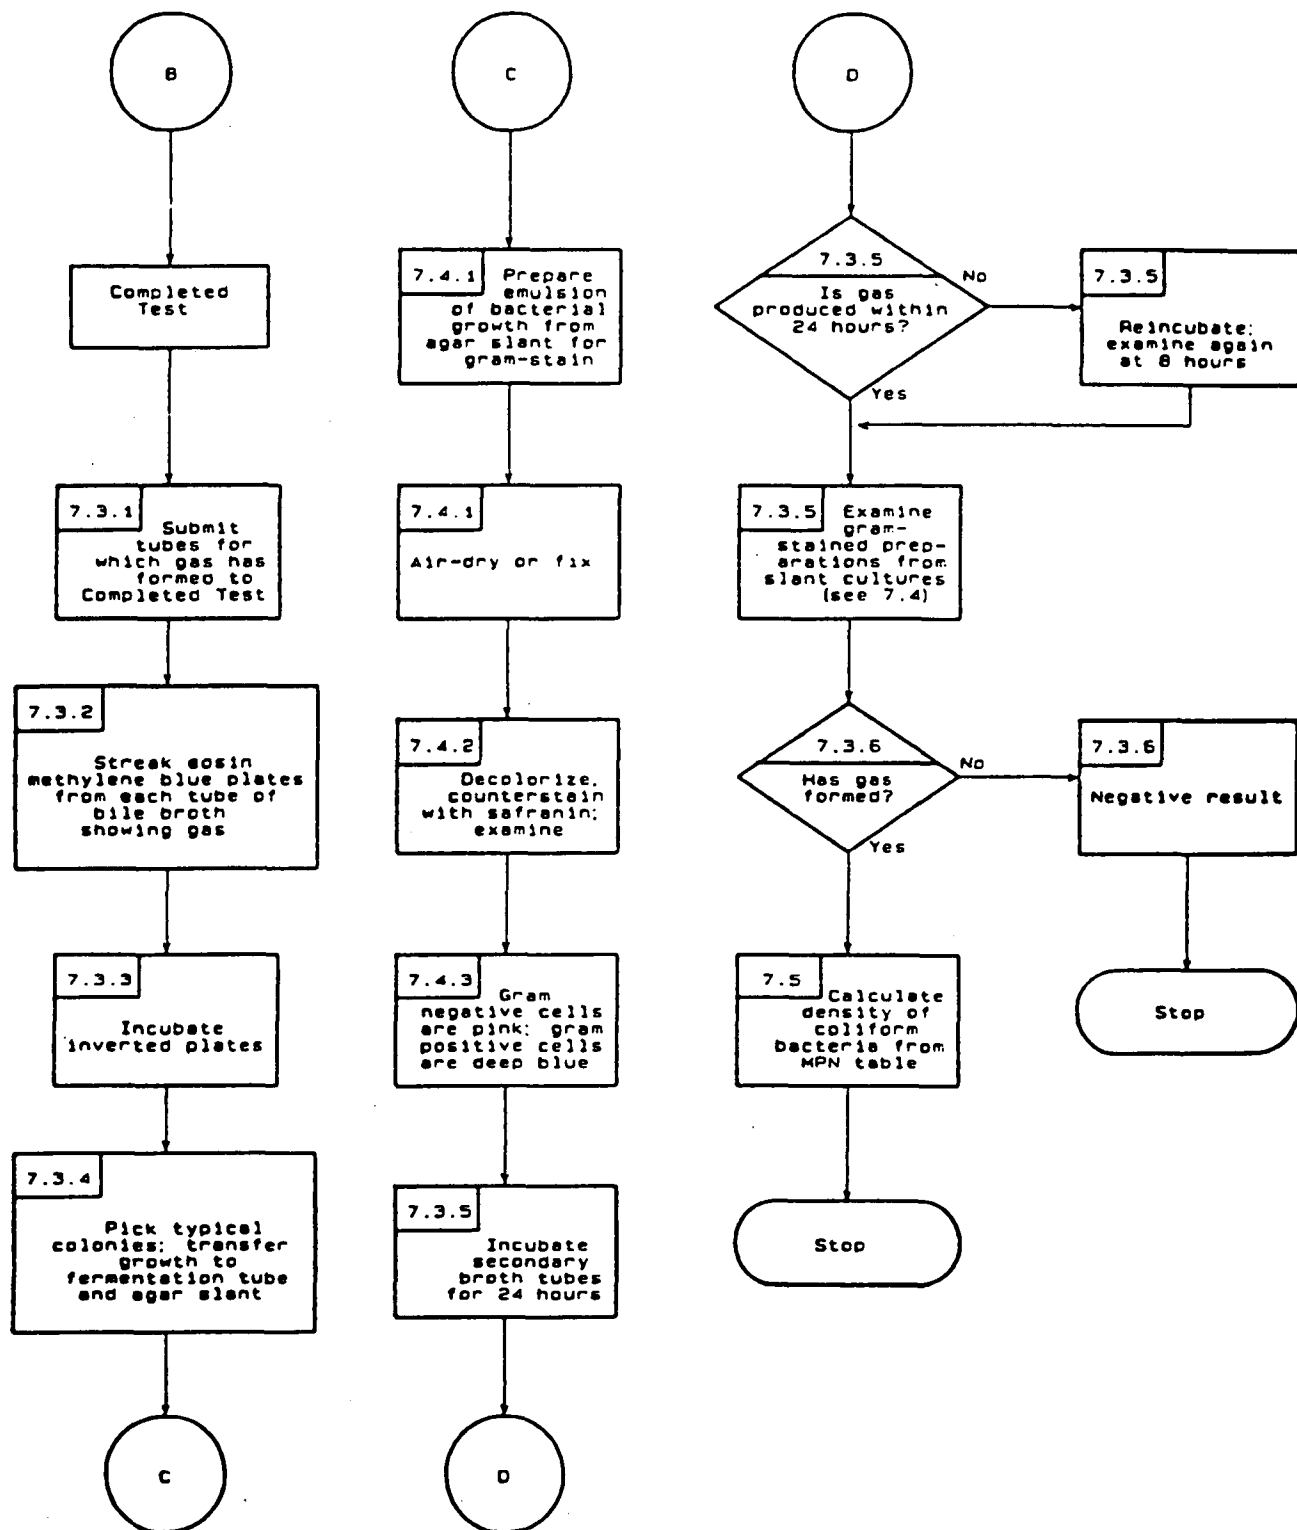 B
Completed
Test
7.3.1
Submit
tubes for
which gas has
formed to
Completed Test
7.3.2
Streak eosin
methylene blue plates
from each tube of
bile broth
showing gas
7.3.3
Incubate
inverted plates
7.3.4
Pick typical
colonies; transfer
growth to
fermentation tube
and agar slant
C
C
7.4.1 Prepare
emulsion
of bacterial
growth from
agar slant for
gram-stain
7.4.1
Air-dry or fix
7.4.2
Decolorize,
counterstain
with safranin;
examine
7.4.3
Gram
negative cells
are pink; gram
positive cells
are deep blue
7.3.5
Incubate
secondary
broth tubes
for 24 hours
D
D
7.3.5
Is gas
produced within
24 hours?
No
Yes
7.3.5
Reincubate;
examine again
at 8 hours
7.3.5 Examine
gram-
stained prep-
arations from
slant cultures
(see 7.4)
7.3.6
Has gas
formed?
No
Yes
7.3.6
Negative result
Stop
7.5
Calculate
density of
coliform
bacteria from
MPN table
Stop